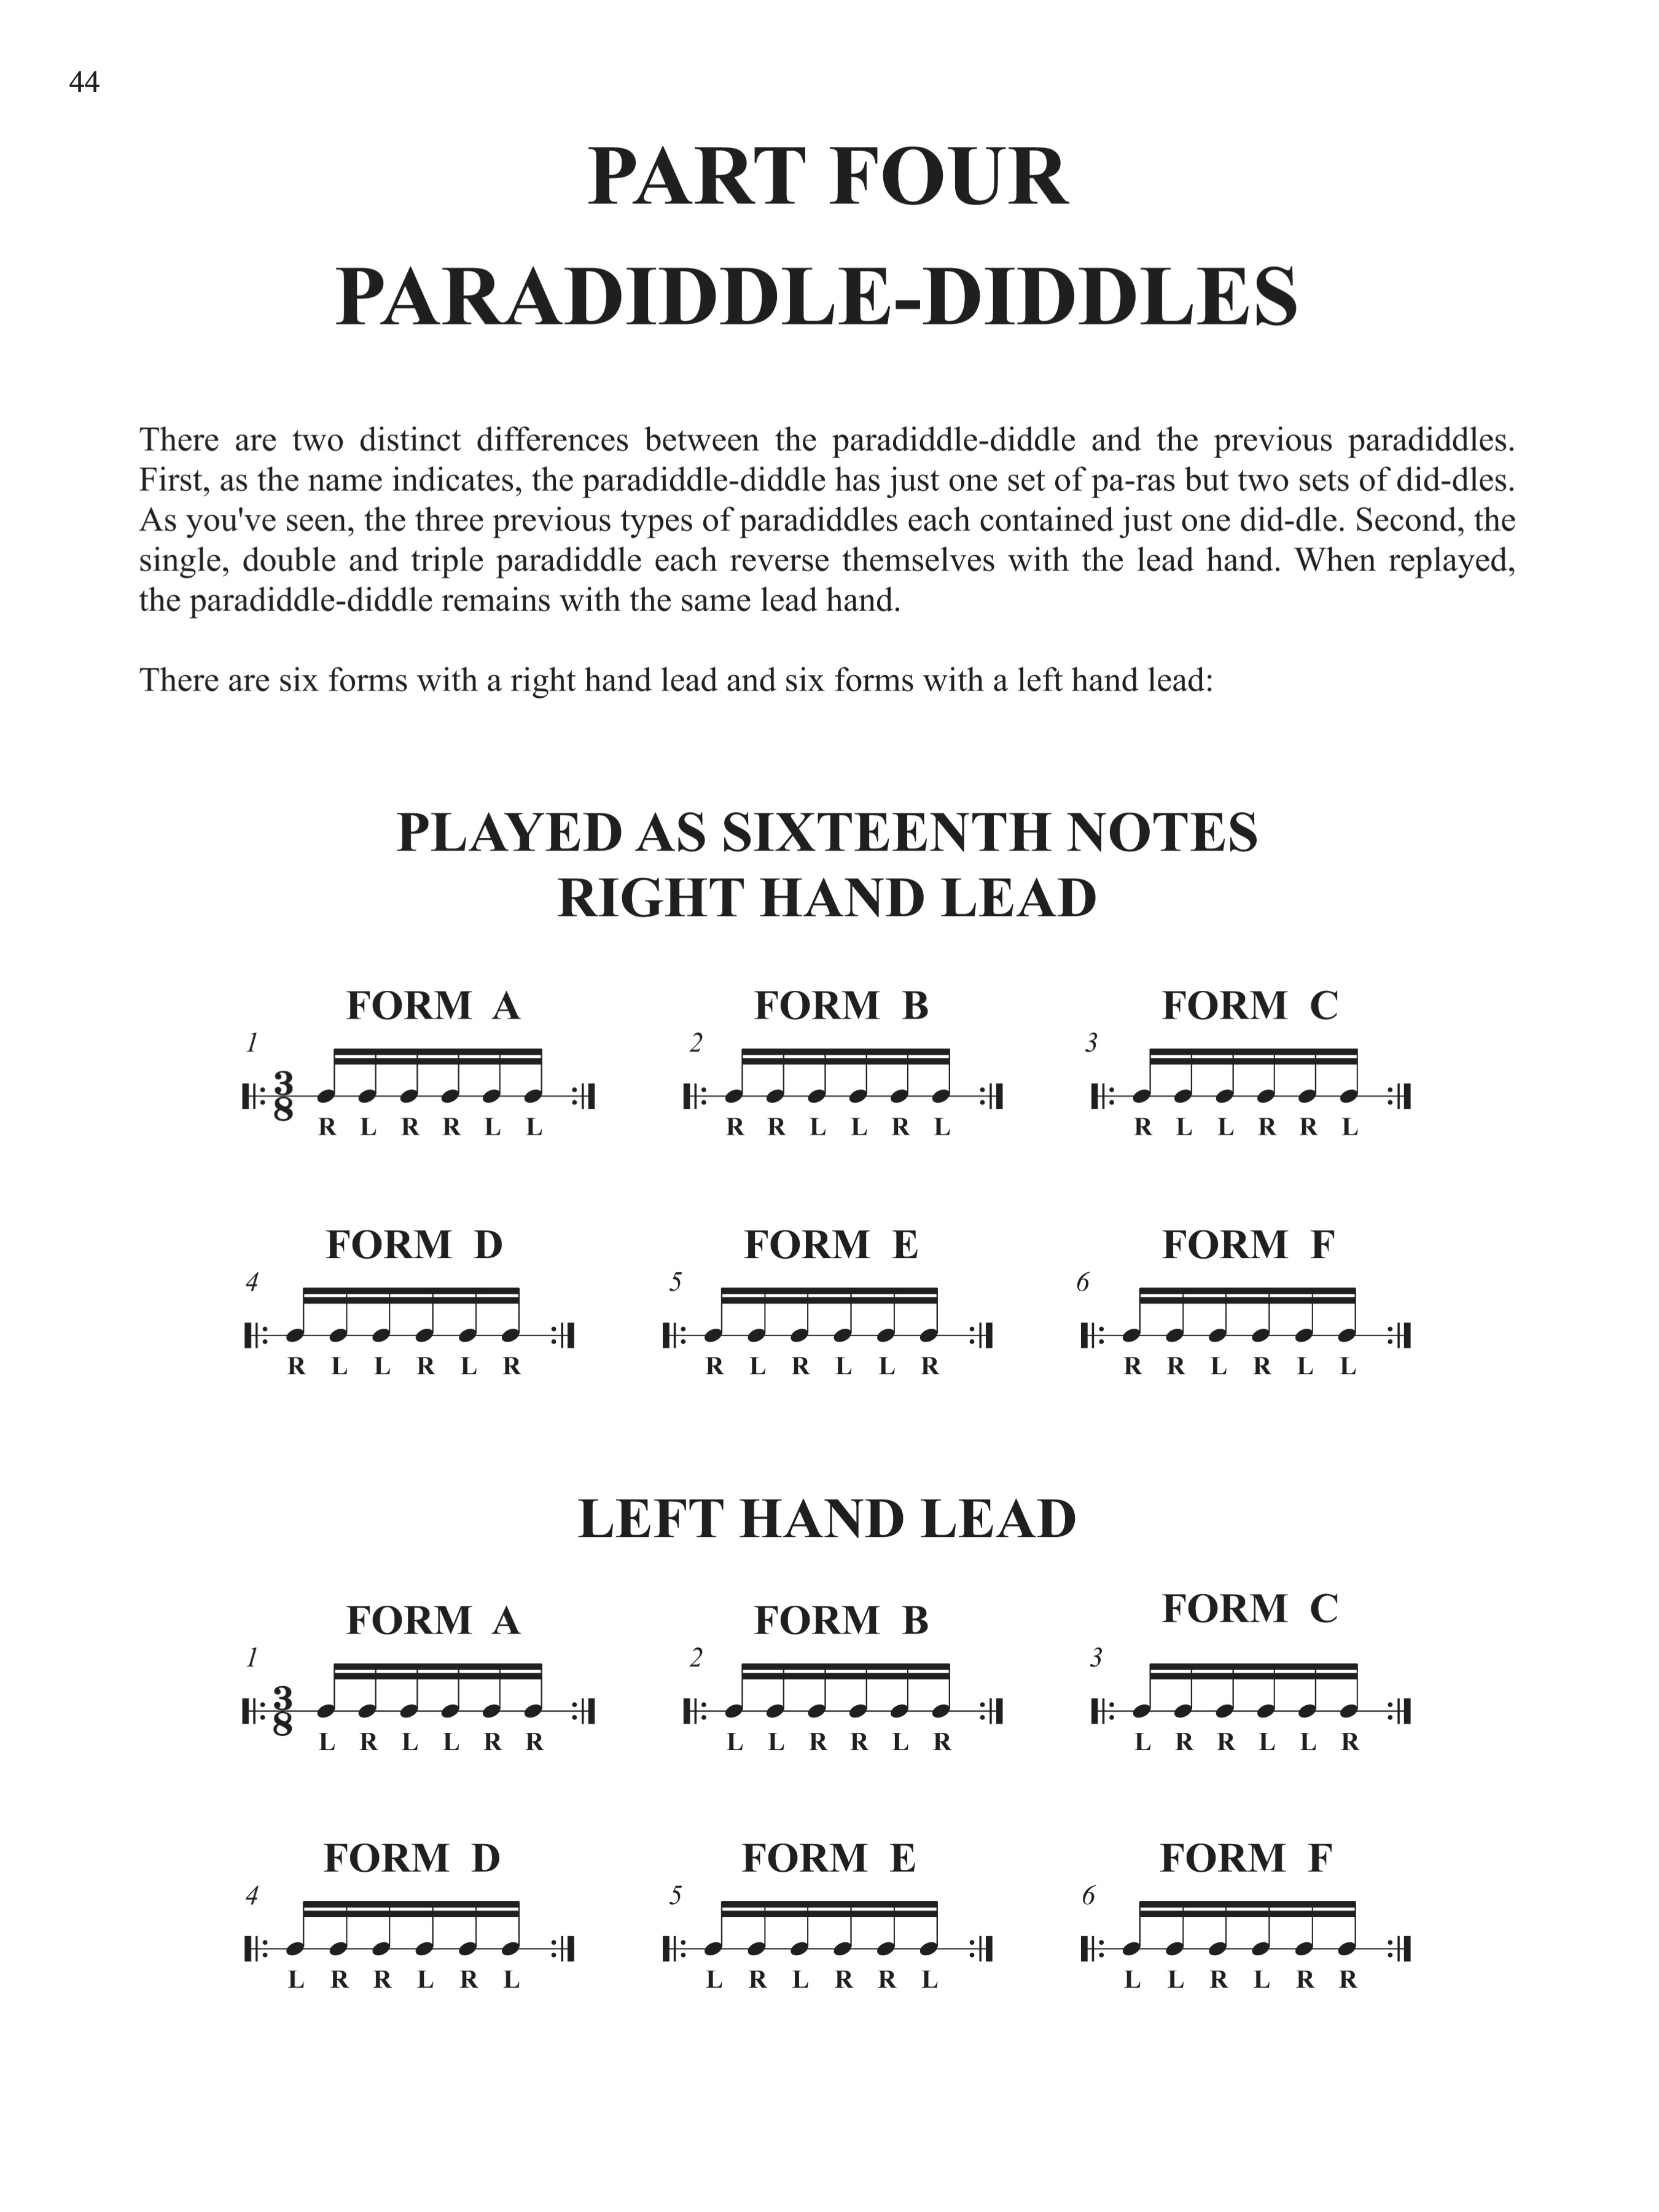 44
PART FOUR
PARADIDDLE-DIDDLES
There are two distinct differences between the paradiddle-diddle and the previous paradiddles.
First, as the name indicates, the paradiddle-diddle has just one set of pa-ras but two sets of did-dles.
As you've seen, the three previous types of paradiddles each contained just one did-dle. Second, the
single, double and triple paradiddle each reverse themselves with the lead hand. When replayed,
the paradiddle-diddle remains with the same lead hand.
There are six forms with a right hand lead and six forms with a left hand lead:
PLAYED AS SIXTEENTH NOTES
RIGHT HAND LEAD
FORM A FORM B FORM C
1 2 3
3
8
R L R R L L R R L L R L R L L R R L
FORM D FORM E FORM F
4 5 6
R L L R L R R L R L L R R R L R L L
LEFT HAND LEAD
FORM A FORM B FORM C
1 2 3
3
8
L R L L R R L L R R L R L R R L L R
FORM D FORM E FORM F
4 5 6
L R R L R L L R L R R L L L R L R R